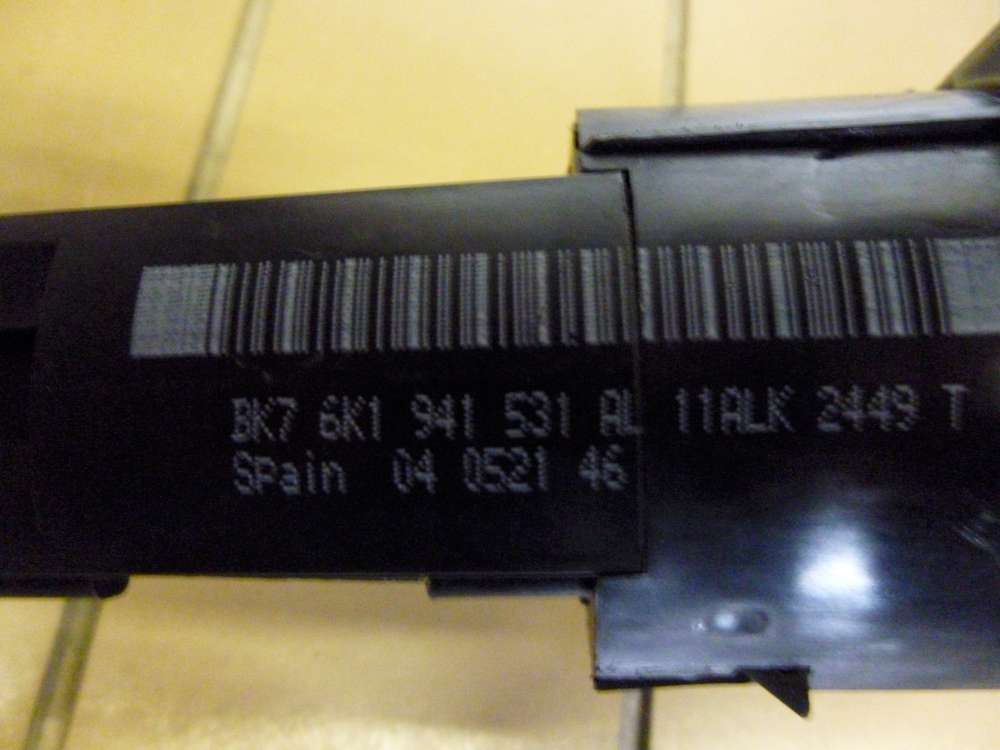 BK7 6K1 941 531 AL 11ALK 2449 T
Spain 04 0521 46